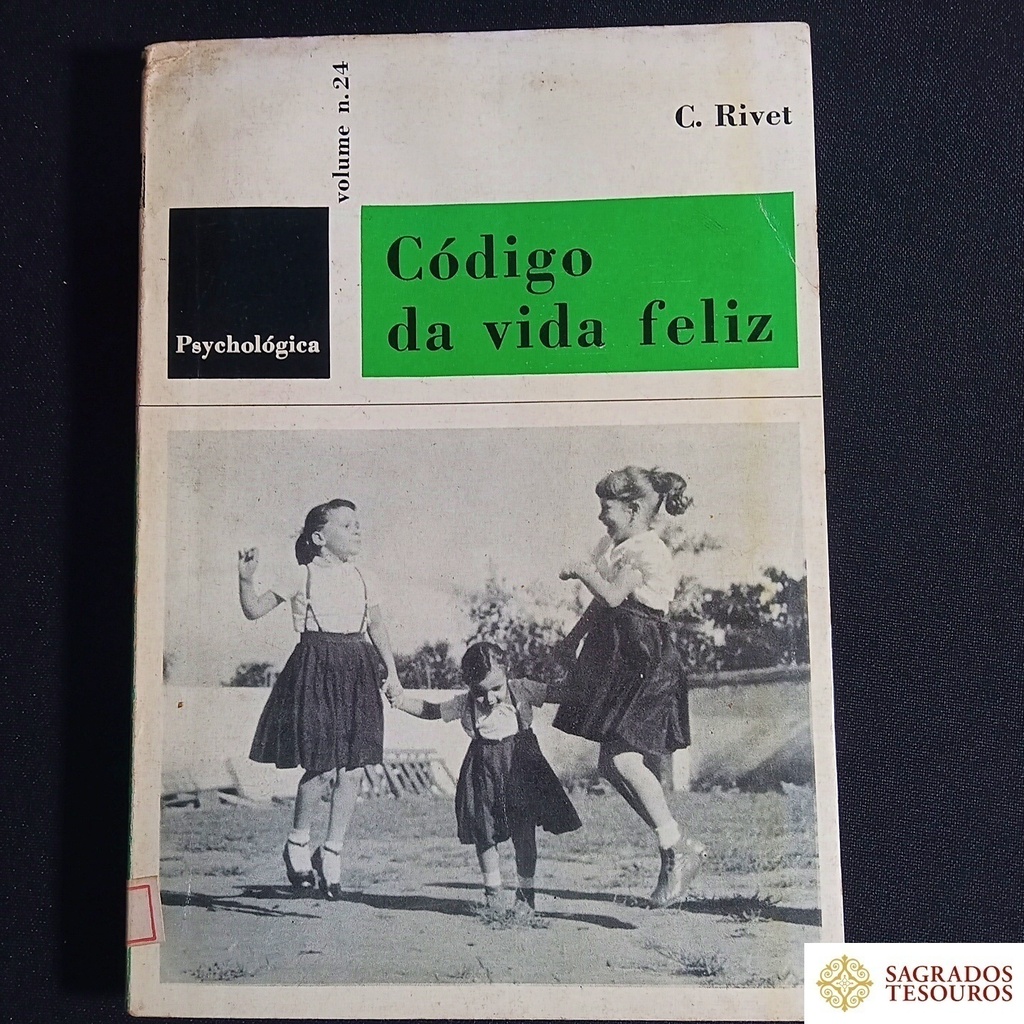 volume n.24
C. Rivet
Psychológica
Código
da vida feliz
SAGRADOS
TESOUROS